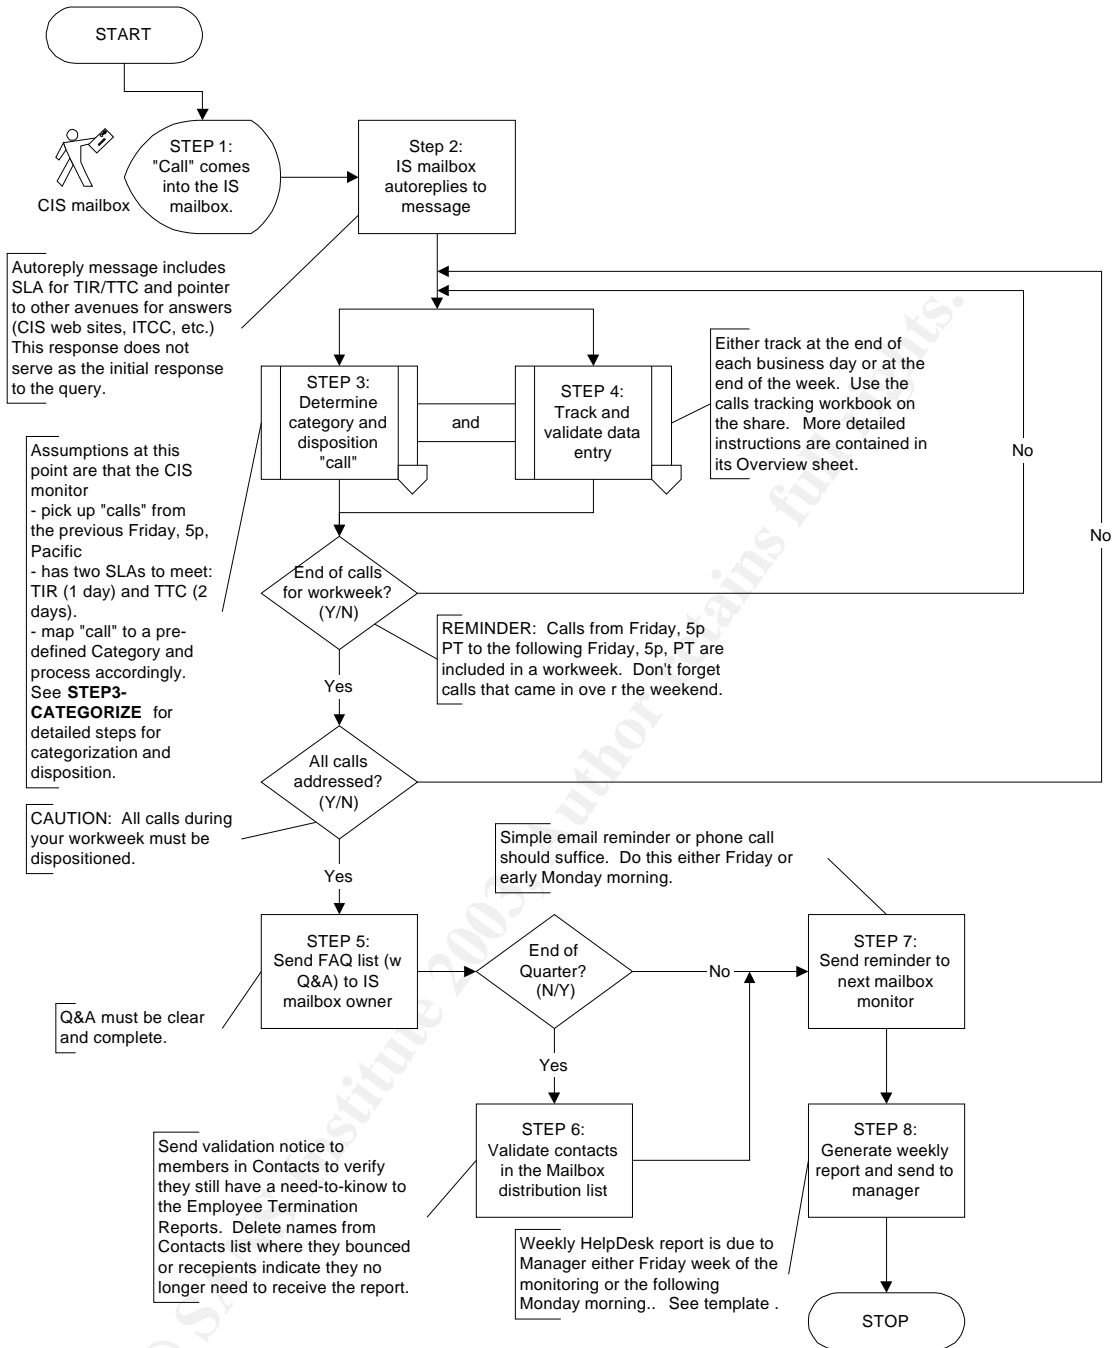 START
STEP 1:
"Call" comes
into the IS
mailbox.
CIS mailbox
Step 2:
IS mailbox
autoreplies to
message
Autoreply message includes
SLA for TIR/TTC and pointer
to other avenues for answers
(CIS web sites, ITCC, etc.)
This response does not
serve as the initial response
to the query.
STEP 3:
Determine
category and
disposition
"call"
and
STEP 4:
Track and
validate data
entry
Either track at the end of
each business day or at the
end of the week.  Use the
calls tracking workbook on
the share.   More detailed
instructions are contained in
its Overview sheet.
No
No
Assumptions at this
point are that the CIS
monitor
- pick up "calls" from
the previous Friday, 5p,
Pacific
- has two SLAs to meet:
TIR (1 day) and TTC (2
days).
- map "call" to a pre-
defined Category and
process accordingly.
See STEP3-
CATEGORIZE  for
detailed steps for
categorization and
disposition.
End of calls
for workweek?
(Y/N)
REMINDER:  Calls from Friday, 5p
PT to the following Friday, 5p, PT are
included in a workweek.  Don't forget
calls that came in ove r the weekend.
Yes
All calls
addressed?
(Y/N)
CAUTION:  All calls during
your workweek must be
dispositioned.
Yes
Simple email reminder or phone call
should suffice.  Do this either Friday or
early Monday morning.
STEP 5:
Send FAQ list (w
Q&A) to IS
mailbox owner
End of
Quarter?
(N/Y)
No
STEP 7:
Send reminder to
next mailbox
monitor
Q&A must be clear
and complete.
Yes
STEP 6:
Validate contacts
in the Mailbox
distribution list
STEP 8:
Generate weekly
report and send to
manager
Send validation notice to
members in Contacts to verify
they still have a need-to-kinow to
the Employee Termination
Reports.  Delete names from
Contacts list where they bounced
or recepients indicate they no
longer need to receive the report.
Weekly HelpDesk report is due to
Manager either Friday week of the
monitoring or the following
Monday morning..   See template .
STOP
© SANS Institute 2003, Author retains full rights.